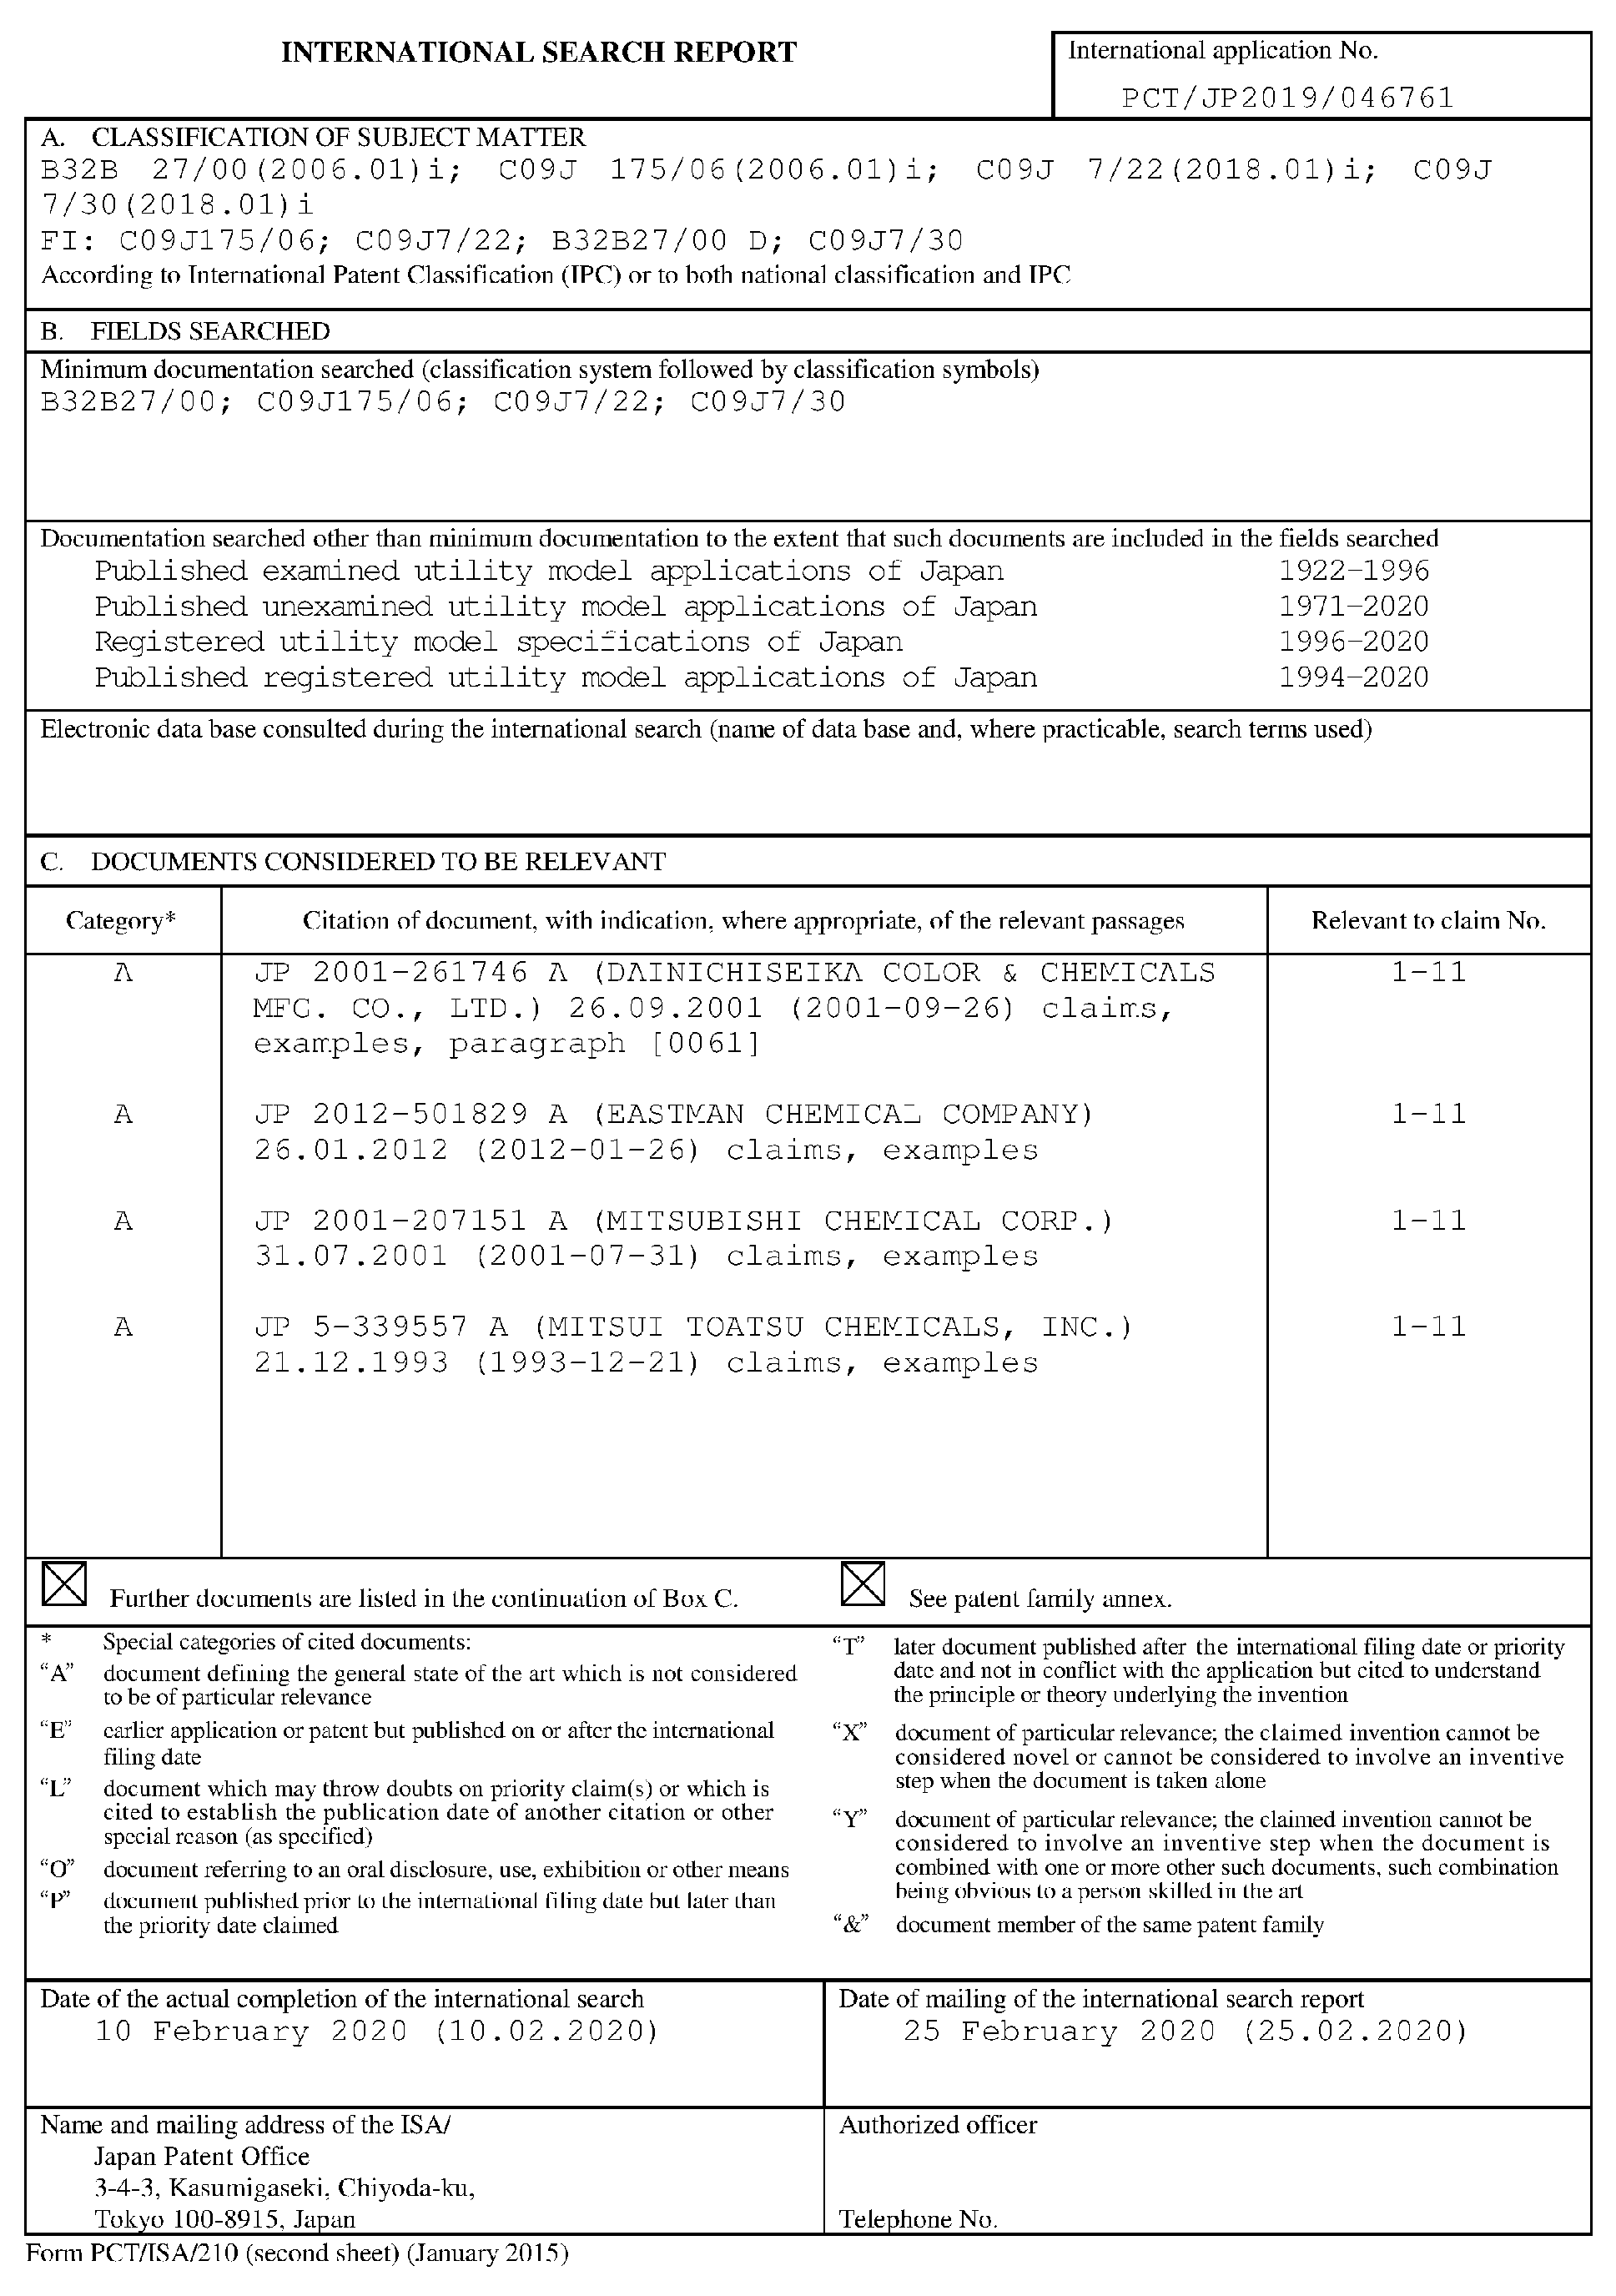 INTERNATIONAL SEARCH REPORT
International application No.
PCT/JP2019/046761
A. CLASSIFICATION OF SUBJECT MATTER
B32B 27/00(2006.01)i; C09J 175/06(2006.01)i; C09J 7/22(2018.01)i; C09J
7/30(2018.01)i
FI: C09J175/06; C09J7/22; B32B27/00 D; C09J7/30
According to International Patent Classification (IPC) or to both national classification and IPC
B. FIELDS SEARCHED
Minimum documentation searched (classification system followed by classification symbols)
B32B27/00; C09J175/06; C09J7/22; C09J7/30
Documentation searched other than minimum documentation to the extent that such documents are included in the fields searched
Published examined utility model applications of Japan 1922-1996
Published unexamined utility model applications of Japan 1971-2020
Registered utility model specifications of Japan 1996-2020
Published registered utility model applications of Japan 1994-2020
Electronic data base consulted during the international search (name of data base and, where practicable, search terms used)
C. DOCUMENTS CONSIDERED TO BE RELEVANT
Category* Citation of document, with indication, where appropriate, of the relevant passages Relevant to claim No.
A JP 2001-261746 A (DAINICHISEIKA COLOR & CHEMICALS 1-11
MFG. CO., LTD.) 26.09.2001 (2001-09-26) claims,
examples, paragraph [0061]
A JP 2012-501829 A (EASTMAN CHEMICAL COMPANY) 1-11
26.01.2012 (2012-01-26) claims, examples
A JP 2001-207151 A (MITSUBISHI CHEMICAL CORP.) 1-11
31.07.2001 (2001-07-31) claims, examples
A JP 5-339557 A (MITSUI TOATSU CHEMICALS, INC.) 1-11
21.12.1993 (1993-12-21) claims, examples
Further documents are listed in the continuation of Box C.
See patent family annex.
* Special categories of cited documents:
"A" document defining the general state of the art which is not considered
to be of particular relevance
"E" earlier application or patent but published on or after the international
filing date
"L" document which may throw doubts on priority claim(s) or which is
cited to establish the publication date of another citation or other
special reason (as specified)
"O" document referring to an oral disclosure, use, exhibition or other means
"P" document published prior to the international filing date but later than
the priority date claimed
"T" later document published after the international filing date or priority
date and not in conflict with the application but cited to understand
the principle or theory underlying the invention
"X" document of particular relevance; the claimed invention cannot be
considered novel or cannot be considered to involve an inventive
step when the document is taken alone
"Y" document of particular relevance; the claimed invention cannot be
considered to involve an inventive step when the document is
combined with one or more other such documents, such combination
being obvious to a person skilled in the art
"&" document member of the same patent family
Date of the actual completion of the international search
10 February 2020 (10.02.2020)
Date of mailing of the international search report
25 February 2020 (25.02.2020)
Name and mailing address of the ISA/
Japan Patent Office
3-4-3, Kasumigaseki, Chiyoda-ku,
Tokyo 100-8915, Japan
Authorized officer
Telephone No.
Form PCT/ISA/210 (second sheet) (January 2015)